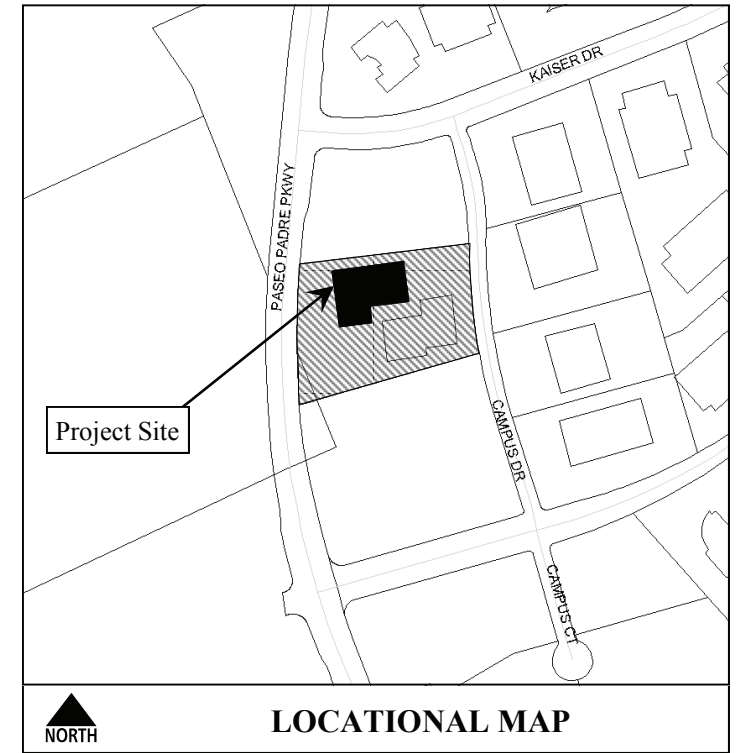 KAISER DR
PASEO PADRE PKWY
Project Site
CAMPUS DR
CAMPUS CT
NORTH
LOCATIONAL MAP